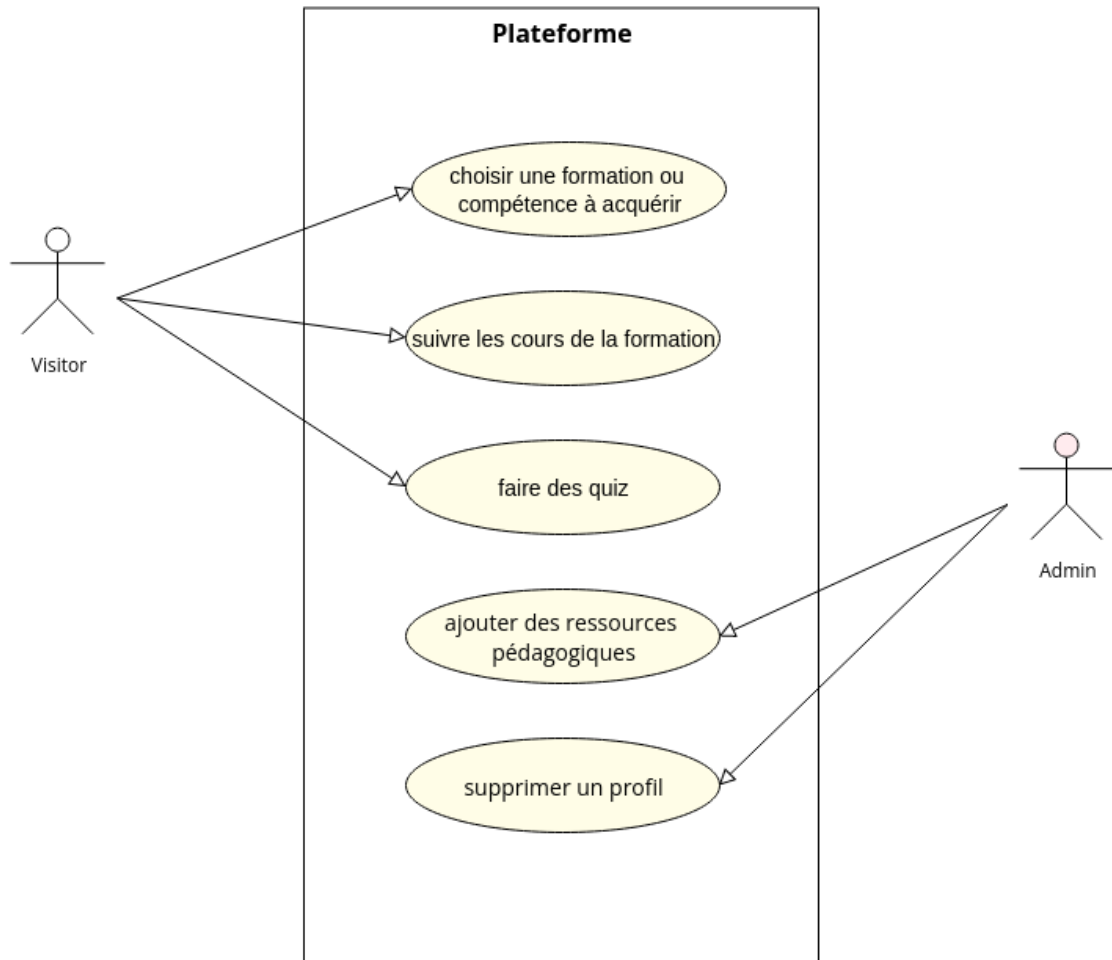 Plateforme
choisir une formation ou
compétence à acquérir
Visitor
suivre les cours de la formation
faire des quiz
Admin
ajouter des ressources
pédagogiques
supprimer un profil